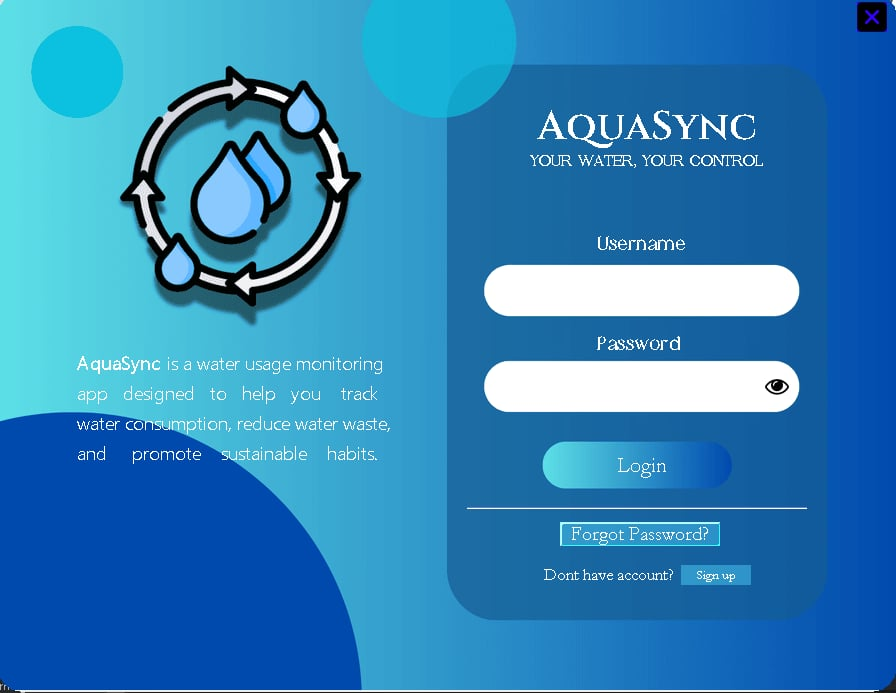 AquaSync is a water usage monitoring
app designed to help you track
water consumption, reduce water waste,
and promote sustainable habits.
AQUASYNC
YOUR WATER, YOUR CONTROL
Username
Password
Login
Forgot Password?
Dont have account? Sign up